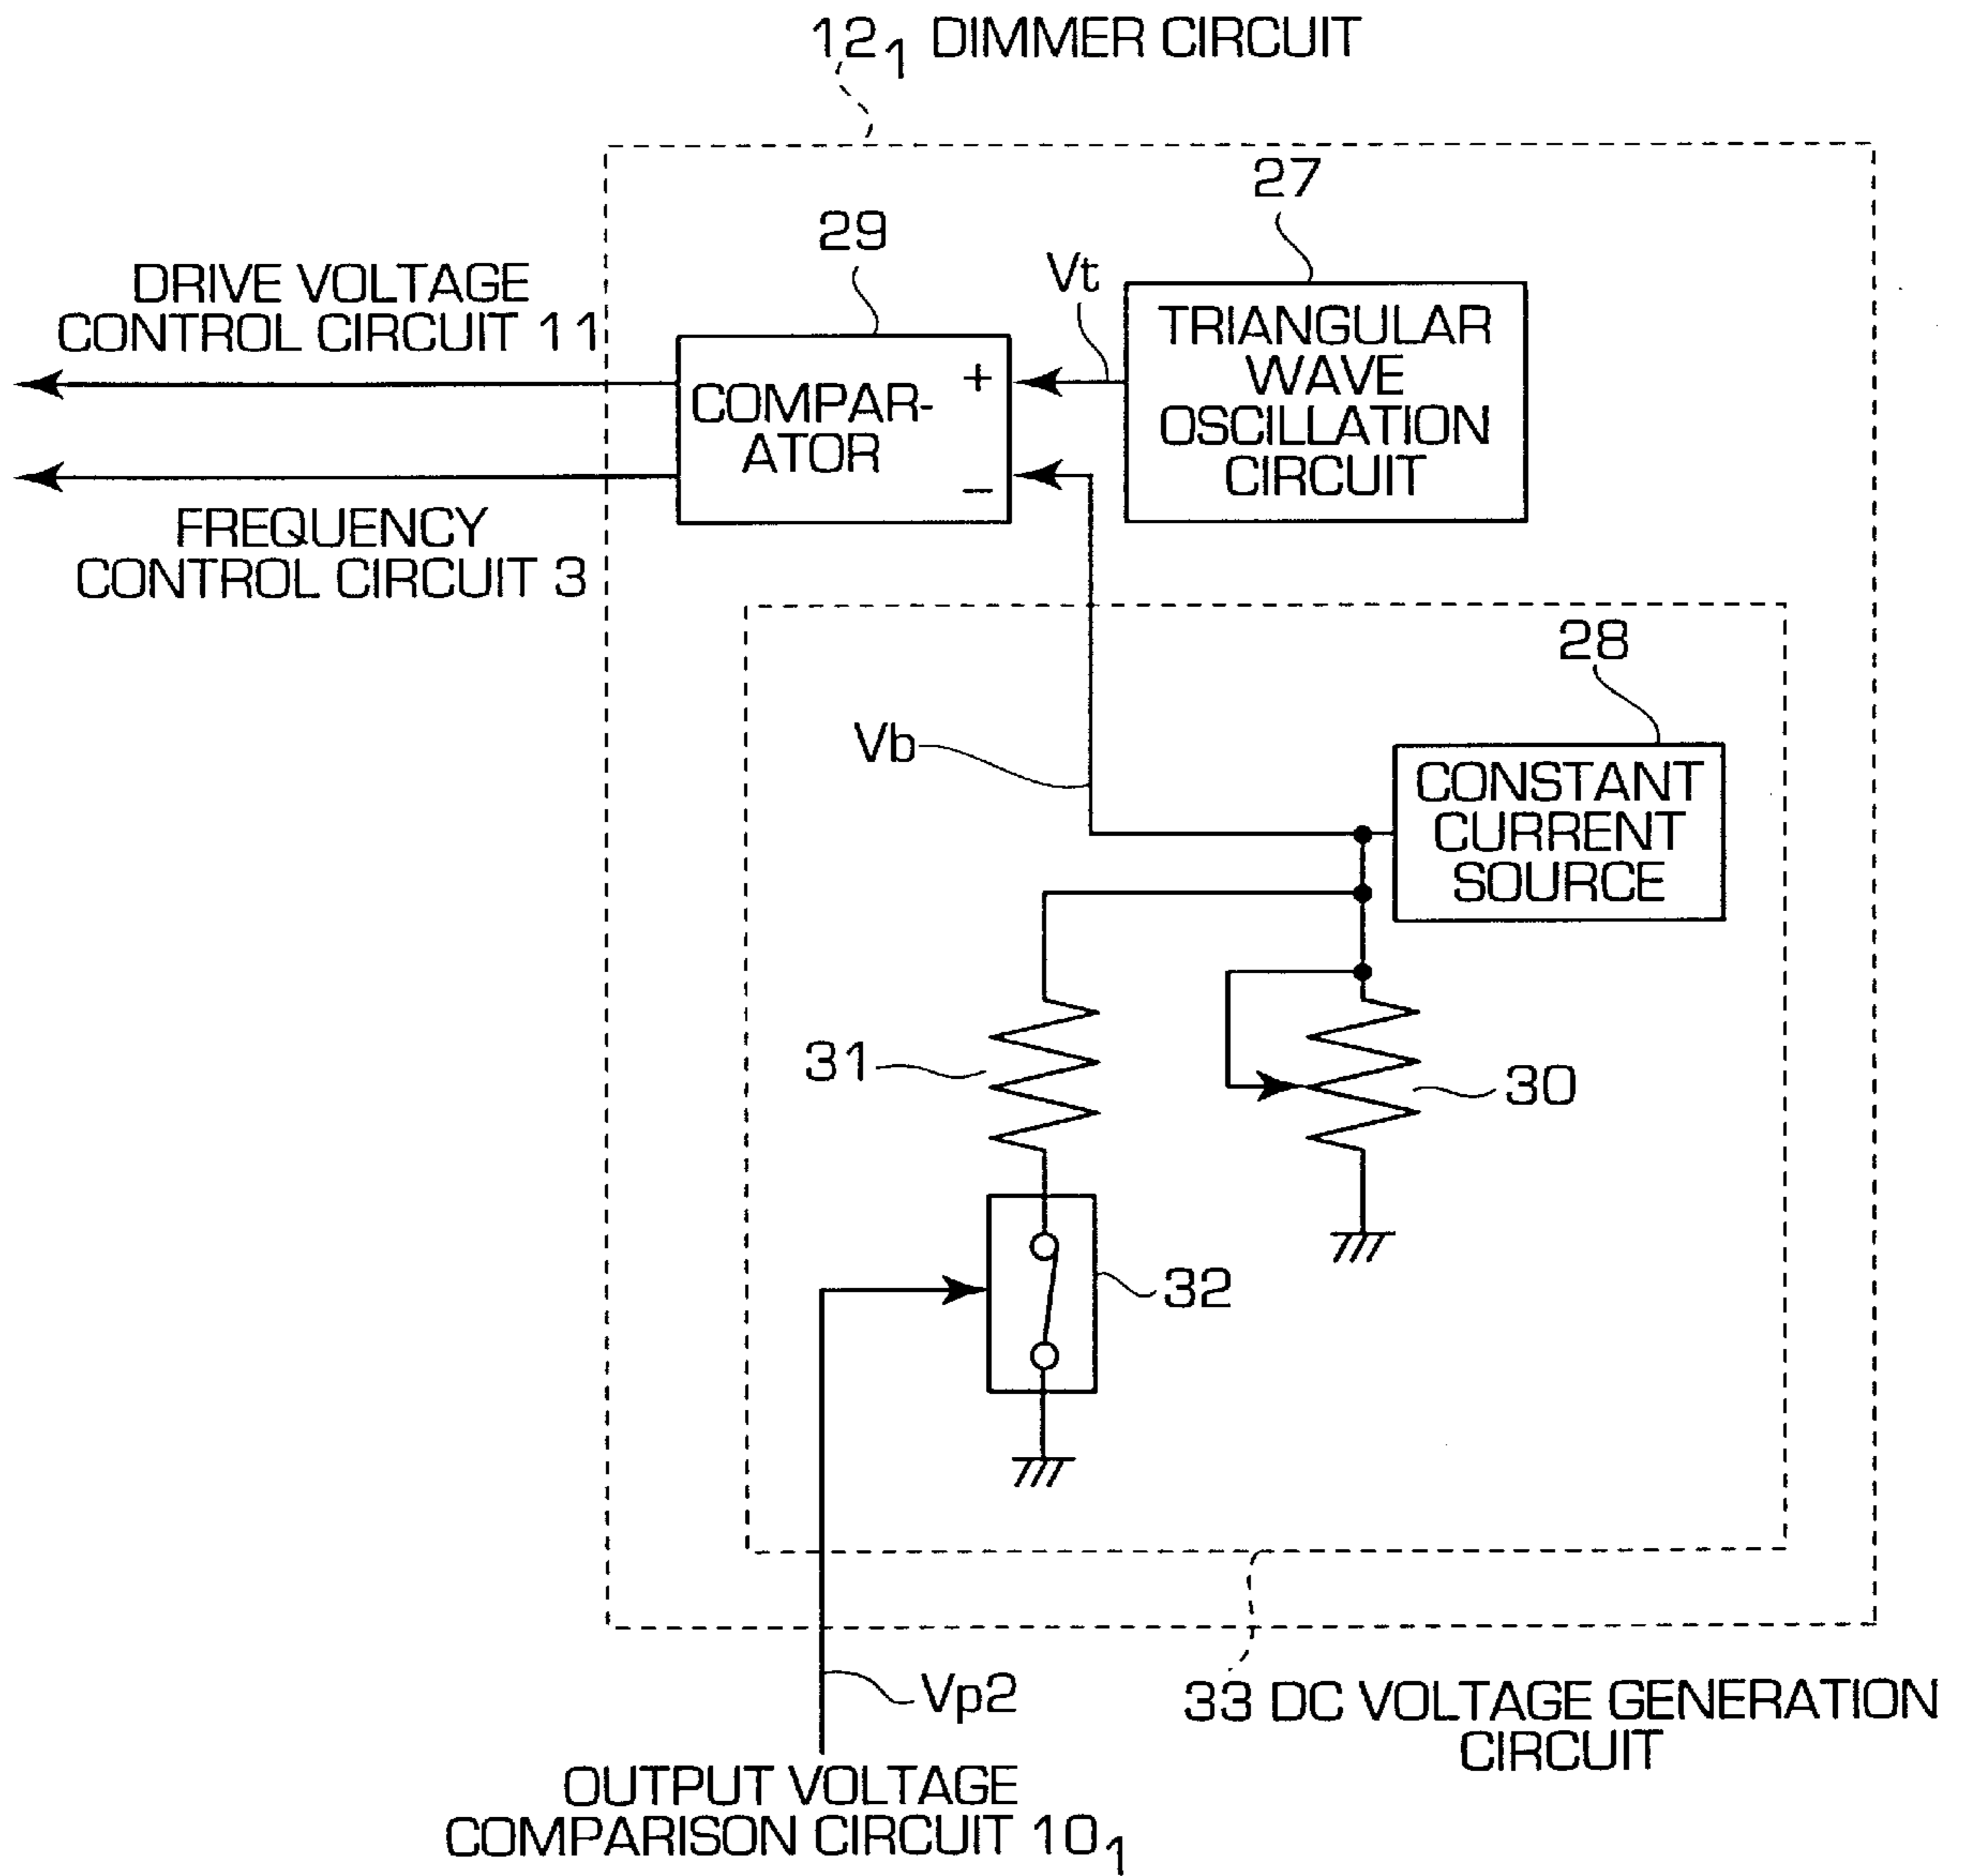 12₁ DIMMER CIRCUIT
27
29
Vt
DRIVE VOLTAGE
CONTROL CIRCUIT 11
TRIANGULAR
WAVE
OSCILLATION
CIRCUIT
+
COMPAR-
ATOR
−
FREQUENCY
CONTROL CIRCUIT 3
28
Vb
CONSTANT
CURRENT
SOURCE
31
30
32
Vp2
33 DC VOLTAGE GENERATION
CIRCUIT
OUTPUT VOLTAGE
COMPARISON CIRCUIT 10₁